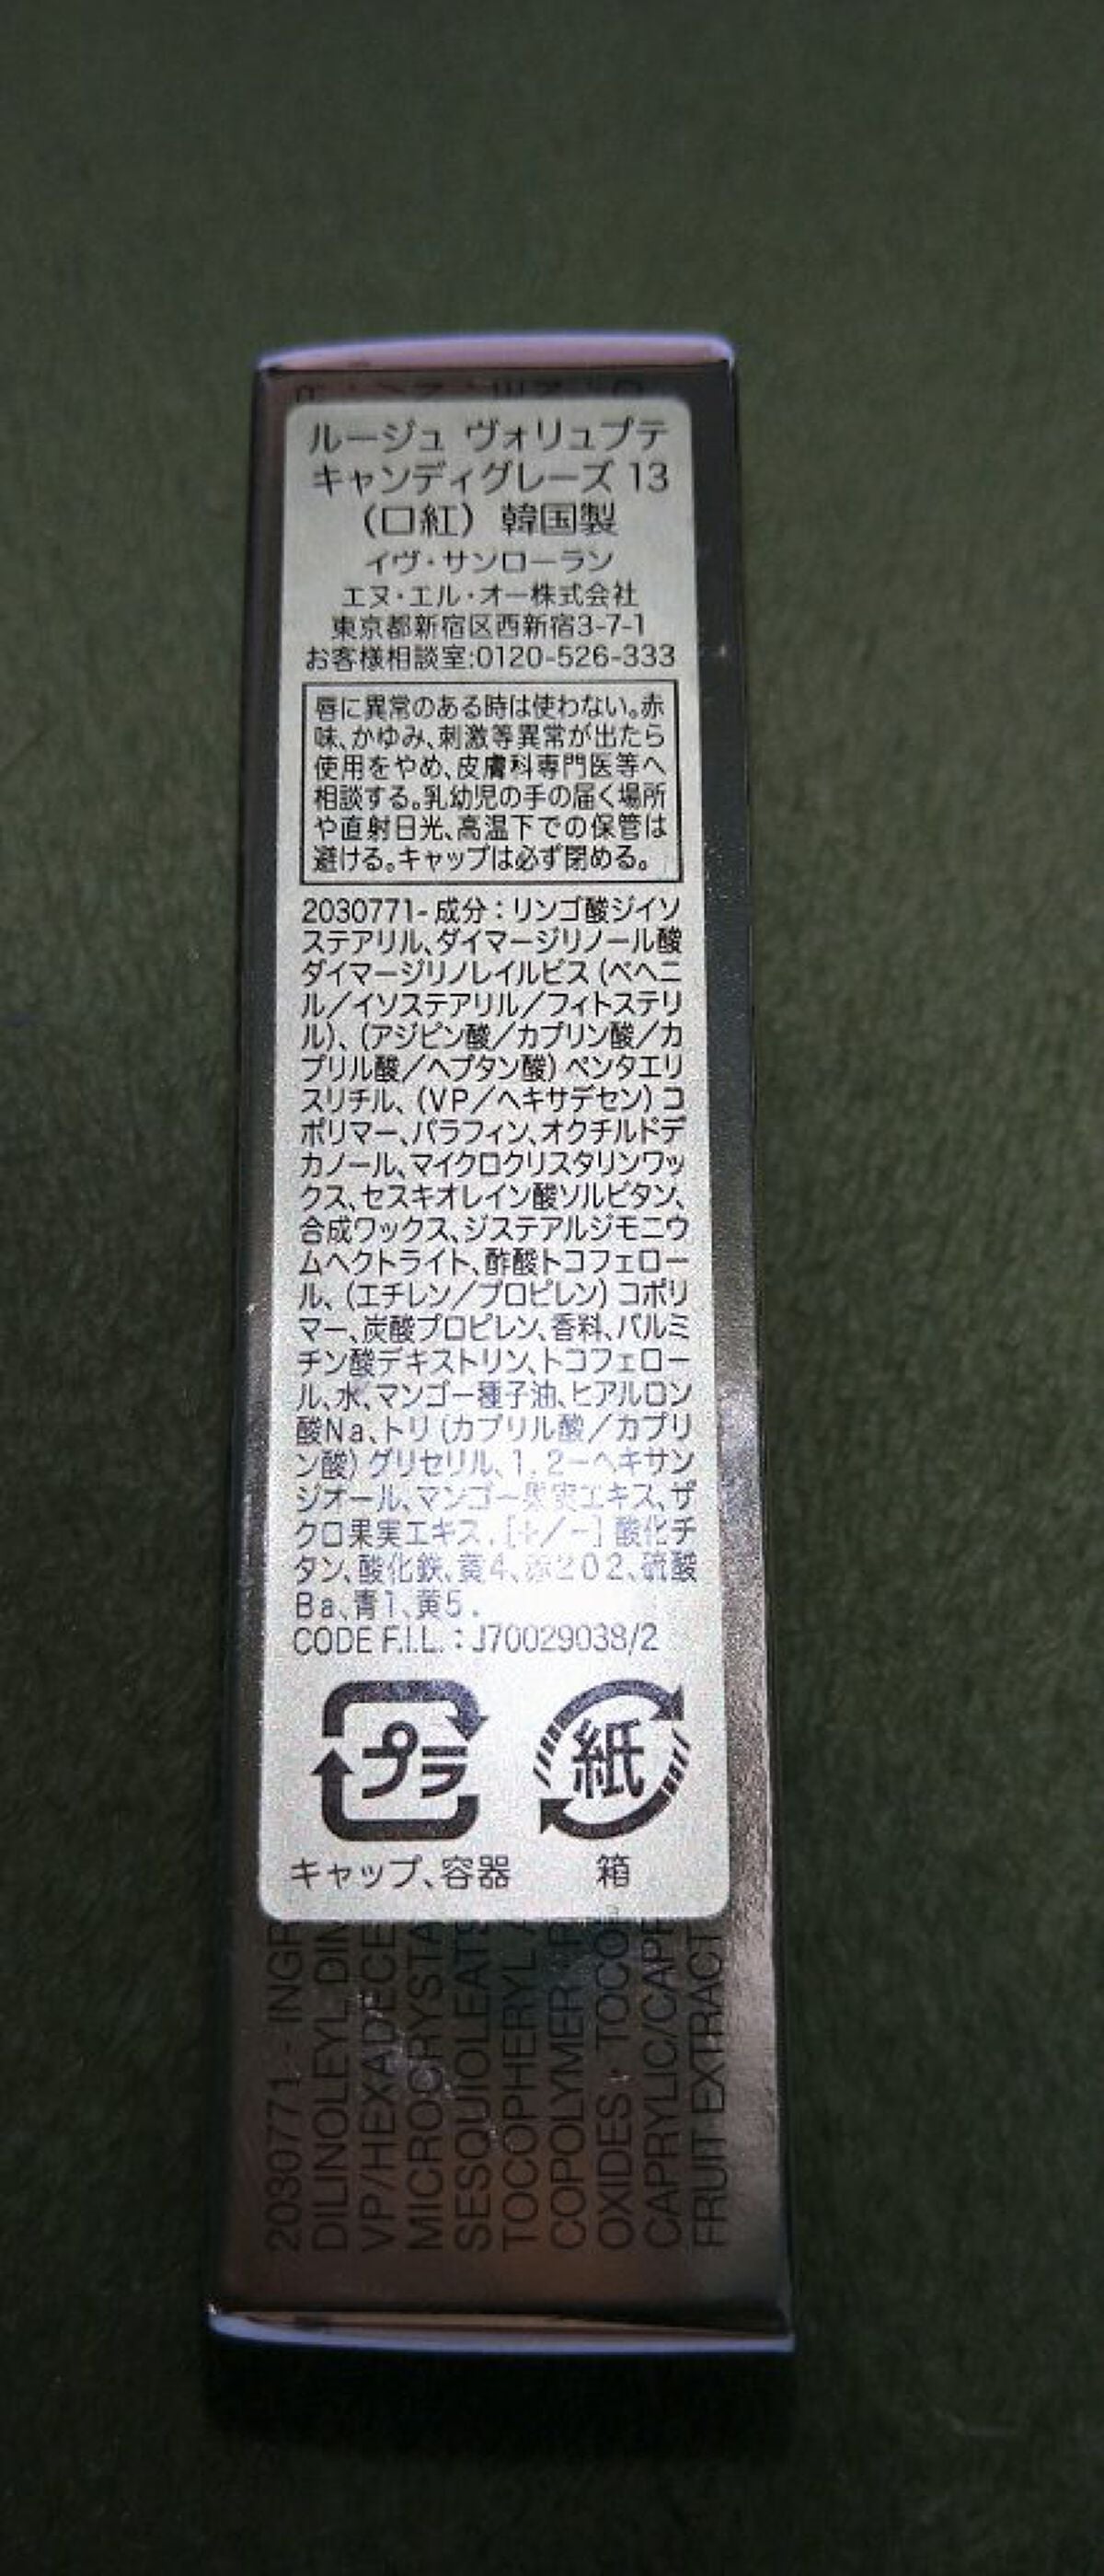 ルージュ ヴォリュプテ
キャンディグレーズ 13
(口紅) 韓国製
イヴ・サンローラン
エヌ・エル・オー株式会社
東京都新宿区西新宿3-7-1
お客様相談室:0120-526-333
唇に異常のある時は使わない。赤
味、かゆみ、刺激等異常が出たら
使用をやめ、皮膚科専門医等へ
相談する。乳幼児の手の届く場所
や直射日光、高温下での保管は
避ける。キャップは必ず閉める。
2030771- 成分：リンゴ酸ジイソ
ステアリル、ダイマージリノール酸
ダイマージリノレイルビス (ベヘニ
ル／イソステアリル／フィトステリ
ル)、(アジピン酸／カプリン酸／カ
プリル酸／ヘプタン酸) ペンタエリ
スリチル、(VP／ヘキサデセン) コ
ポリマー、パラフィン、オクチルドデ
カノール、マイクロクリスタリンワッ
クス、セスキオレイン酸ソルビタン、
合成ワックス、ジステアルジモニウ
ムヘクトライト、酢酸トコフェロー
ル、(エチレン／プロピレン) コポリ
マー、炭酸プロピレン、香料、パルミ
チン酸デキストリン、トコフェロー
ル、水、マンゴー種子油、ヒアルロン
酸Na、トリ (カプリル酸／カプリ
ン酸) グリセリル、1, 2－ヘキサン
ジオール、マンゴー果実エキス、ザ
クロ果実エキス, [+／-] 酸化チ
タン、酸化鉄、黄4、赤202、硫酸
Ba、青1、黄5 .
CODE F.I.L. : J70029038/2
プラ
紙
キャップ、容器
箱
2030771 - INGR
DILINOLEYL DIM
VP/HEXADECE
MICROCRYSTA
SESQUIOLEAT
TOCOPHERYL A
COPOLYMER
OXIDES · TOCOP
CAPRYLIC/CAPR
FRUIT EXTRACT